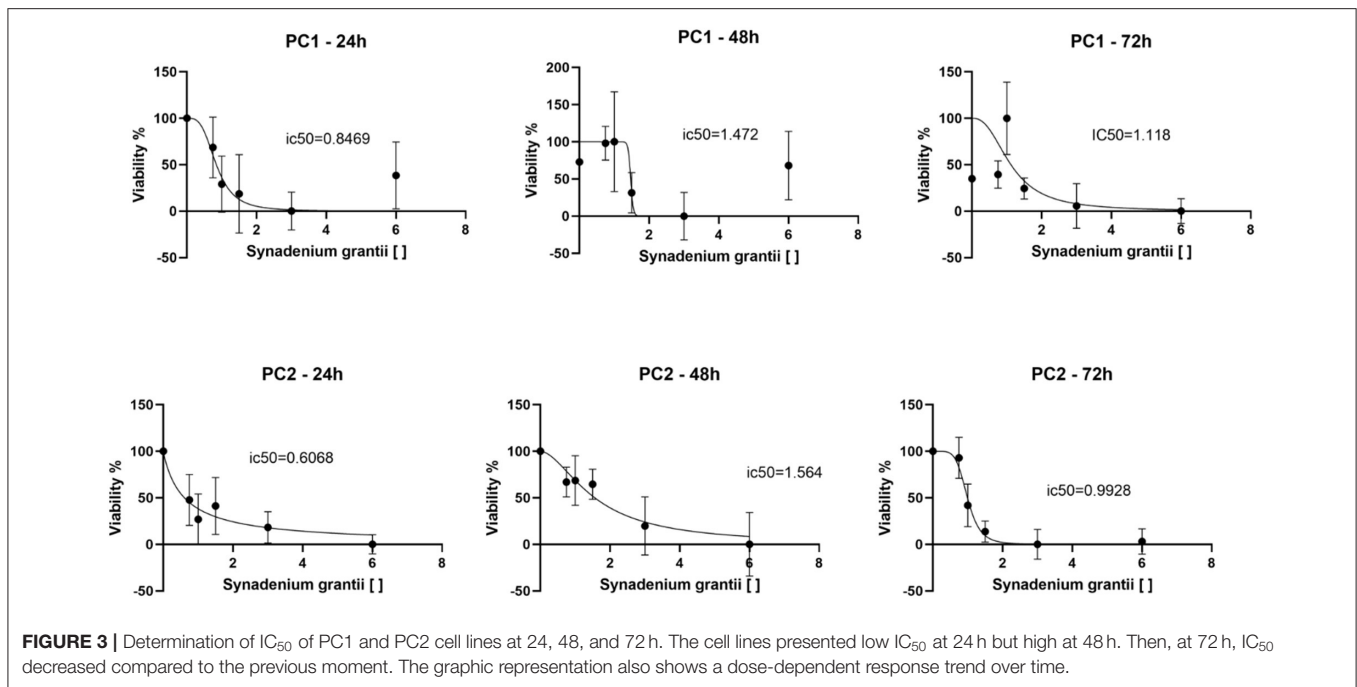 PC1 - 24h
150
100
50
0
-50
Viability %
ic50=0.8469
2
4
6
8
Synadenium grantii [ ]
PC1 - 48h
200
150
100
50
0
-50
Viability %
ic50=1.472
2
4
6
8
Synadenium grantii [ ]
PC1 - 72h
150
100
50
0
-50
Viability %
IC50=1.118
2
4
6
8
Synadenium grantii [ ]
PC2 - 24h
150
100
50
0
-50
Viability %
ic50=0.6068
2
4
6
8
Synadenium grantii [ ]
PC2 - 48h
150
100
50
0
-50
Viability %
ic50=1.564
2
4
6
8
Synadenium grantii [ ]
PC2 - 72h
150
100
50
0
-50
Viability %
ic50=0.9928
2
4
6
8
Synadenium grantii [ ]
FIGURE 3 | Determination of IC50 of PC1 and PC2 cell lines at 24, 48, and 72 h. The cell lines presented low IC50 at 24 h but high at 48 h. Then, at 72 h, IC50
decreased compared to the previous moment. The graphic representation also shows a dose-dependent response trend over time.